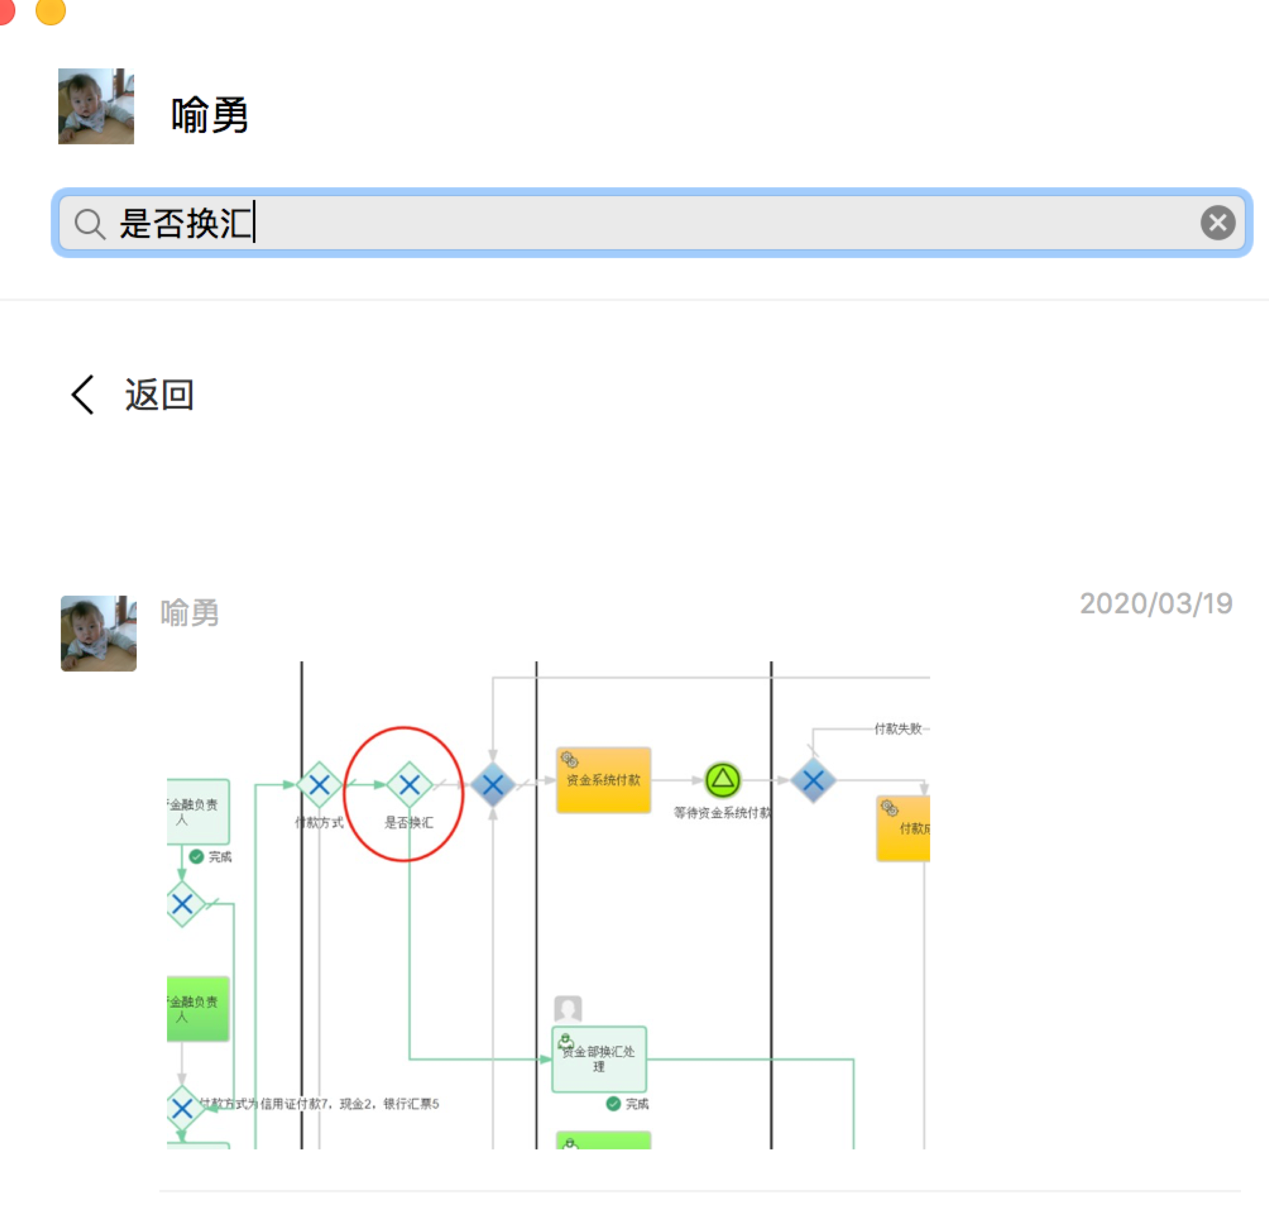 喻勇
是否换汇
返回
喻勇
2020/03/19
付款失败
金融负责
人
完成
付款方式
是否换汇
资金系统付款
等待资金系统付款
付款
金融负责
人
资金部换汇处
理
完成
付款方式为信用证付款7，现金2，银行汇票5